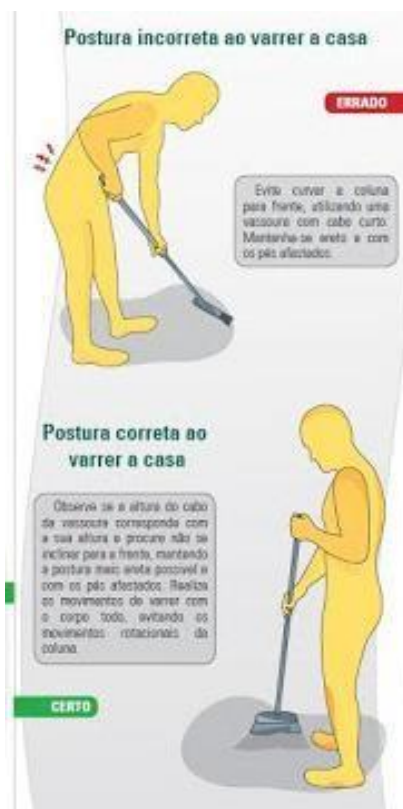 Postura incorreta ao varrer a casa
ERRADO
Evite curvar a coluna
para frente, utilizando uma
vassoura com cabo curto.
Mantenha-se ereto e com
os pés afastados.
Postura correta ao
varrer a casa
Observe se a altura do cabo
da vassoura corresponde com
a sua altura e procure não se
inclinar para a frente, mantendo
a postura mais ereta possível e
com os pés afastados. Realize
os movimentos de varrer com
o corpo todo, evitando os
movimentos rotacionais da
coluna.
CERTO